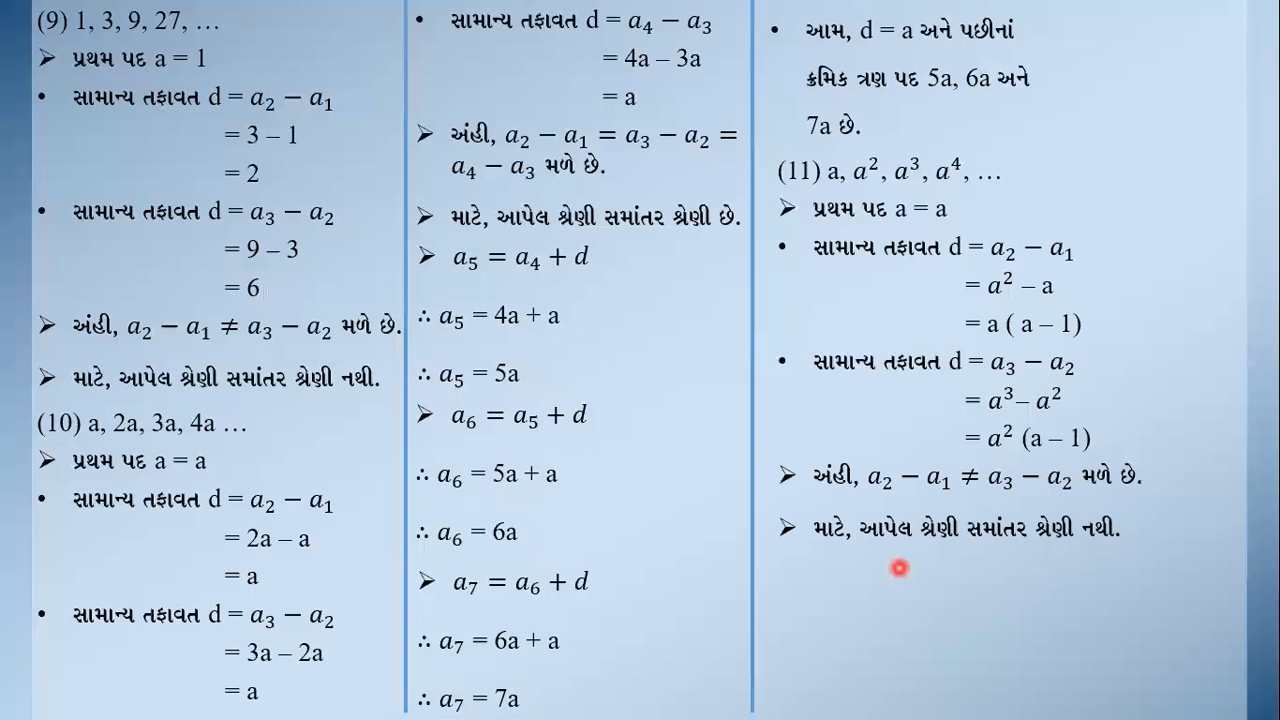 (9) 1, 3, 9, 27, …
➤ પ્રથમ પદ a = 1
• સામાન્ય તફાવત d = a₂ − a₁
= 3 – 1
= 2
• સામાન્ય તફાવત d = a₃ − a₂
= 9 – 3
= 6
➤ અંહી, a₂ − a₁ ≠ a₃ − a₂ મળે છે.
➤ માટે, આપેલ શ્રેણી સમાંતર શ્રેણી નથી.
(10) a, 2a, 3a, 4a …
➤ પ્રથમ પદ a = a
• સામાન્ય તફાવત d = a₂ − a₁
= 2a – a
= a
• સામાન્ય તફાવત d = a₃ − a₂
= 3a – 2a
= a
• સામાન્ય તફાવત d = a₄ − a₃
= 4a – 3a
= a
➤ અંહી, a₂ − a₁ = a₃ − a₂ =
a₄ − a₃ મળે છે.
➤ માટે, આપેલ શ્રેણી સમાંતર શ્રેણી છે.
➤ a₅ = a₄ + d
∴ a₅ = 4a + a
∴ a₅ = 5a
➤ a₆ = a₅ + d
∴ a₆ = 5a + a
∴ a₆ = 6a
➤ a₇ = a₆ + d
∴ a₇ = 6a + a
∴ a₇ = 7a
• આમ, d = a અને પછીનાં
ક્રમિક ત્રણ પદ 5a, 6a અને
7a છે.
(11) a, a², a³, a⁴, …
➤ પ્રથમ પદ a = a
• સામાન્ય તફાવત d = a₂ − a₁
= a² – a
= a ( a – 1)
• સામાન્ય તફાવત d = a₃ − a₂
= a³– a²
= a² (a – 1)
➤ અંહી, a₂ − a₁ ≠ a₃ − a₂ મળે છે.
➤ માટે, આપેલ શ્રેણી સમાંતર શ્રેણી નથી.